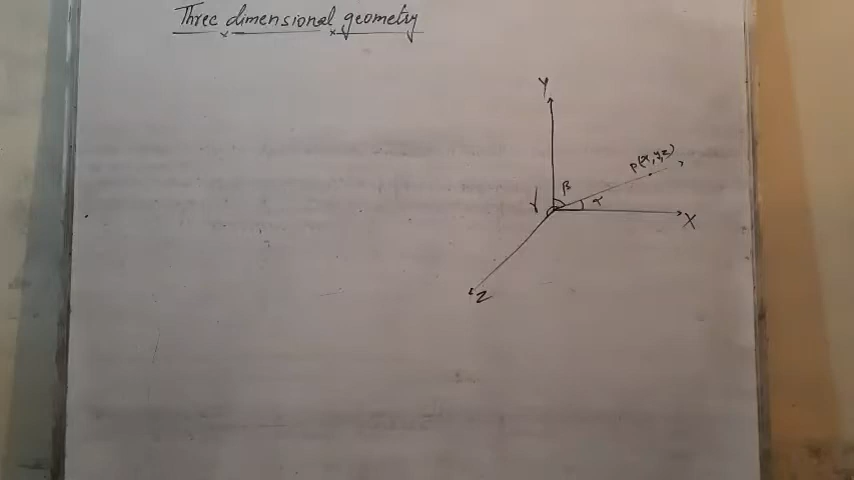 Three dimensional geometry
Y
P(x,y,z)
β
γ
α
X
Z